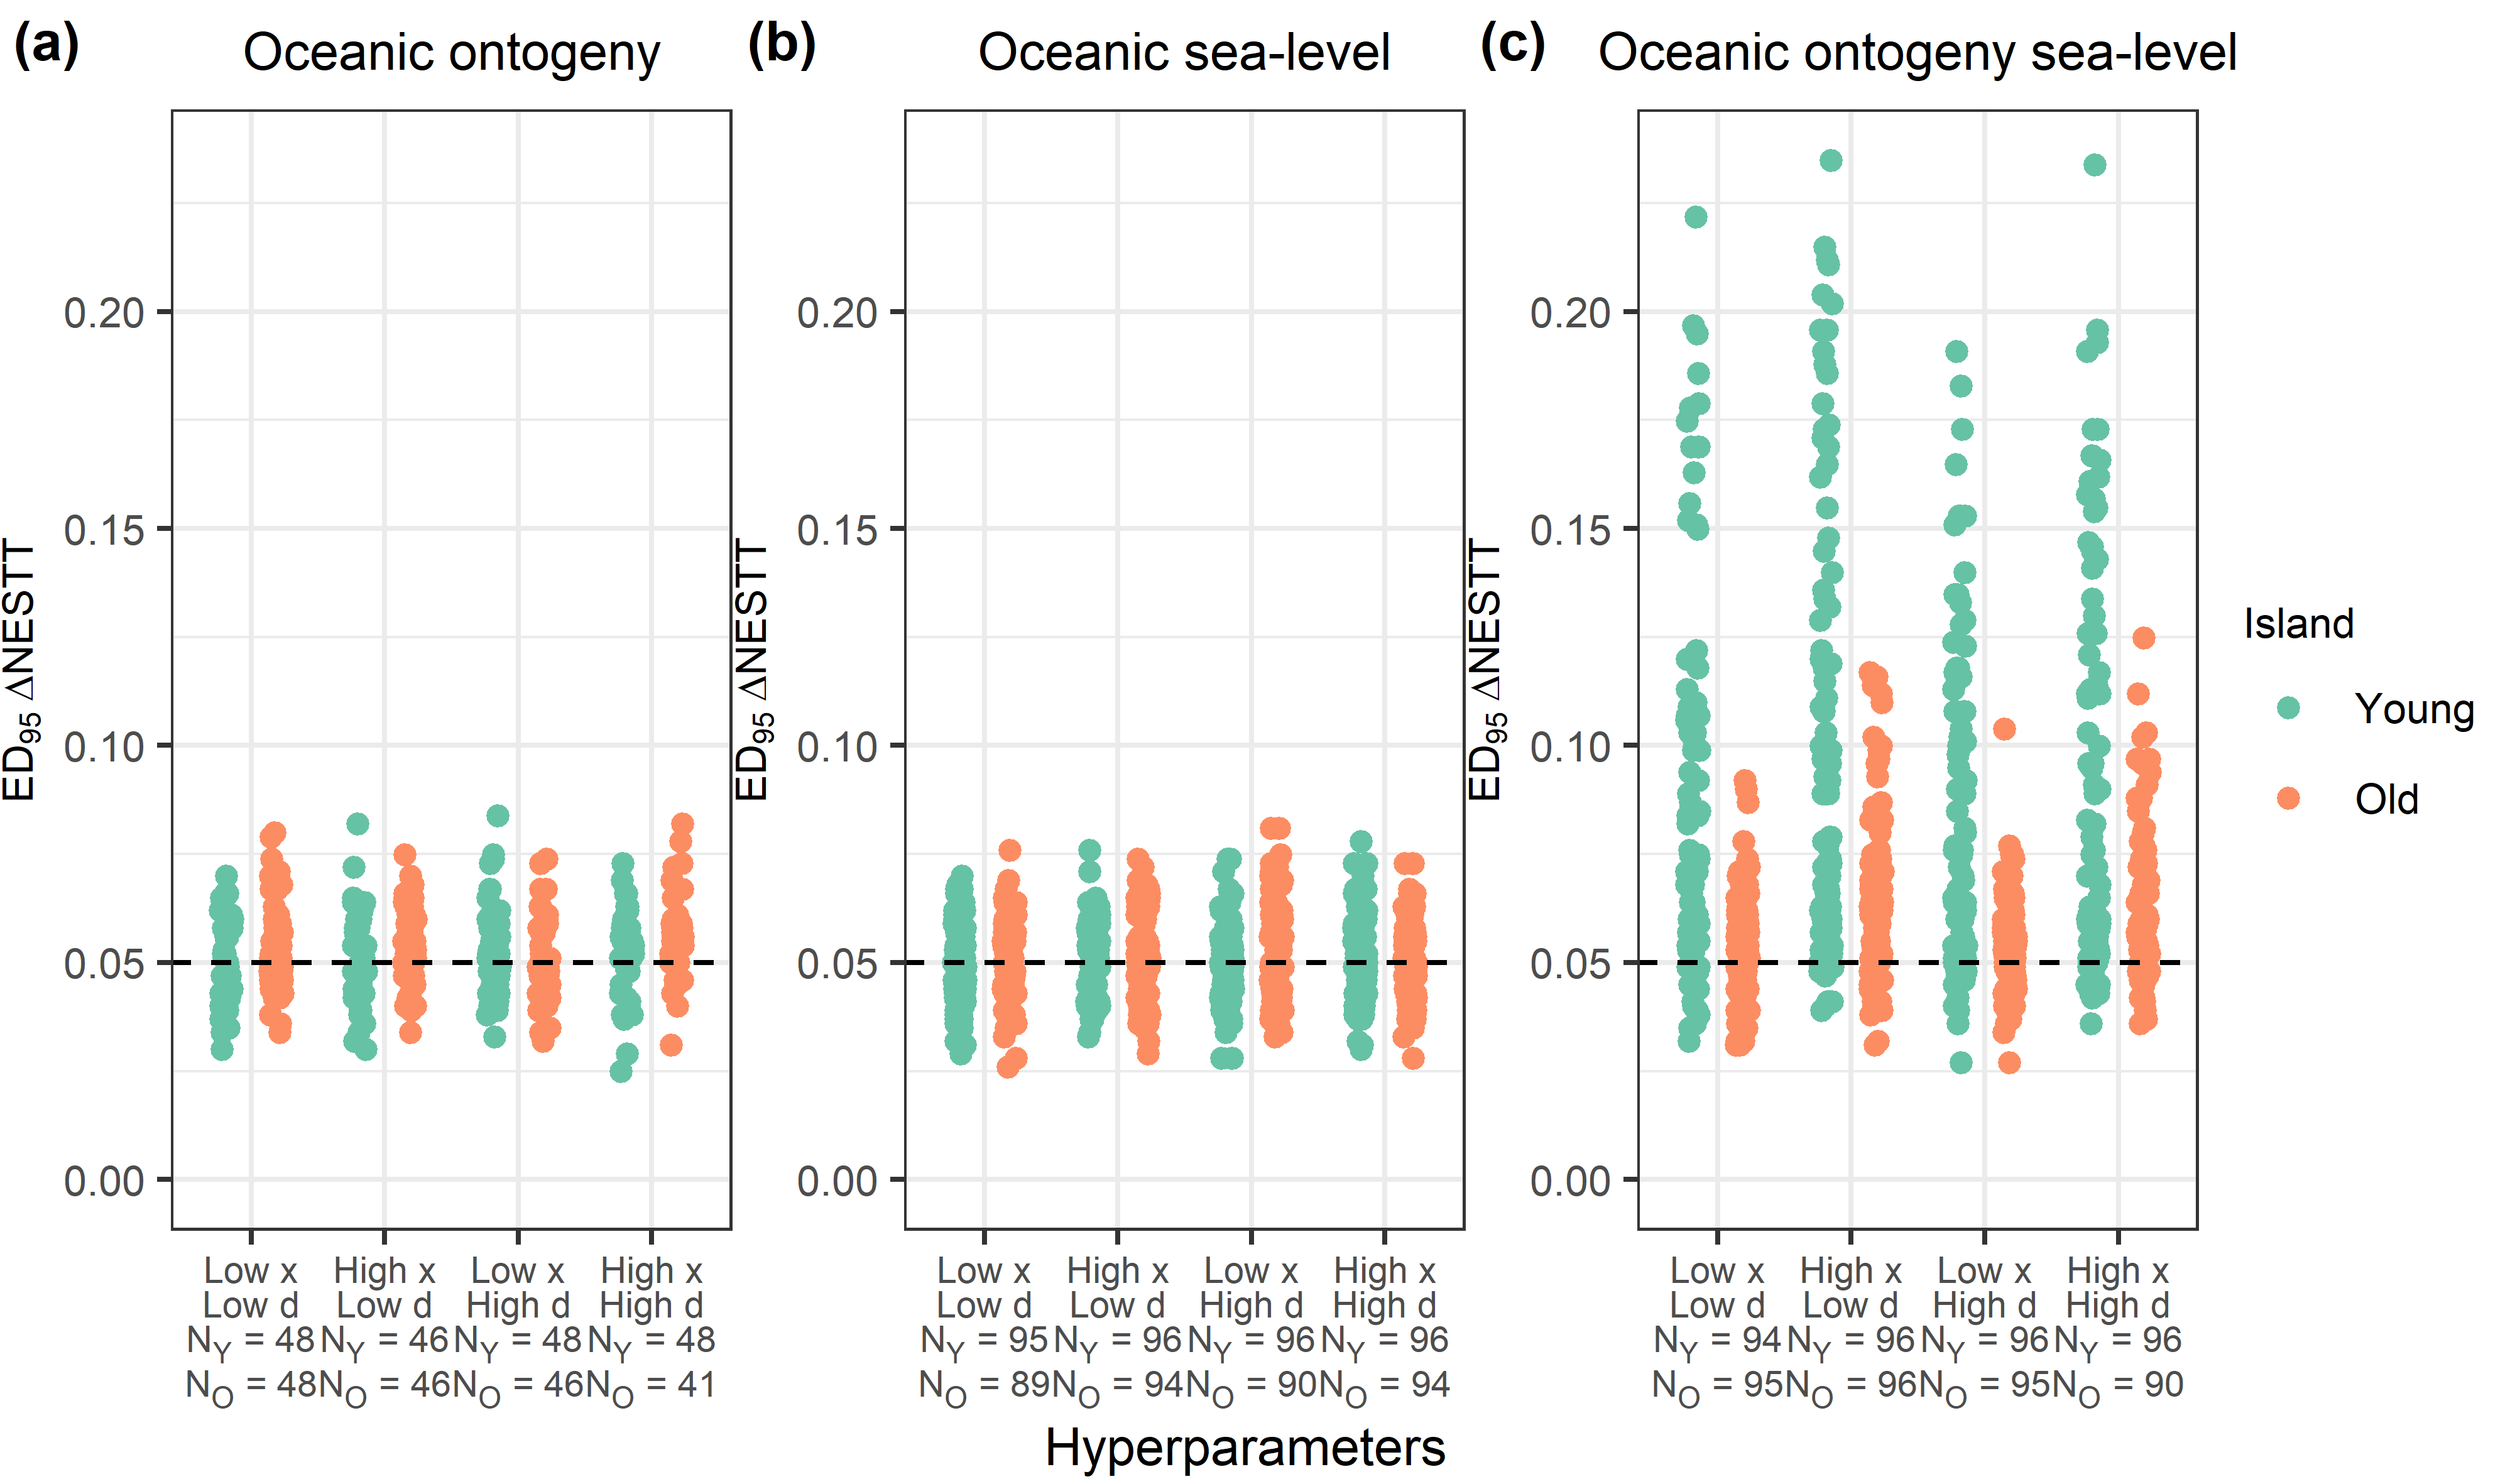 (a) Oceanic ontogeny
(b) Oceanic sea-level
(c) Oceanic ontogeny sea-level
ED95 ΔNESTT
0.20
0.15
0.10
0.05
0.00
Low x High x Low x High x
Low d Low d High d High d
NY = 48 NY = 46 NY = 48 NY = 48
NO = 48 NO = 46 NO = 46 NO = 41
ED95 ΔNESTT
0.20
0.15
0.10
0.05
0.00
Low x High x Low x High x
Low d Low d High d High d
NY = 95 NY = 96 NY = 96 NY = 96
NO = 89 NO = 94 NO = 90 NO = 94
ED95 ΔNESTT
0.20
0.15
0.10
0.05
0.00
Low x High x Low x High x
Low d Low d High d High d
NY = 94 NY = 96 NY = 96 NY = 96
NO = 95 NO = 96 NO = 95 NO = 90
Island
Young
Old
Hyperparameters